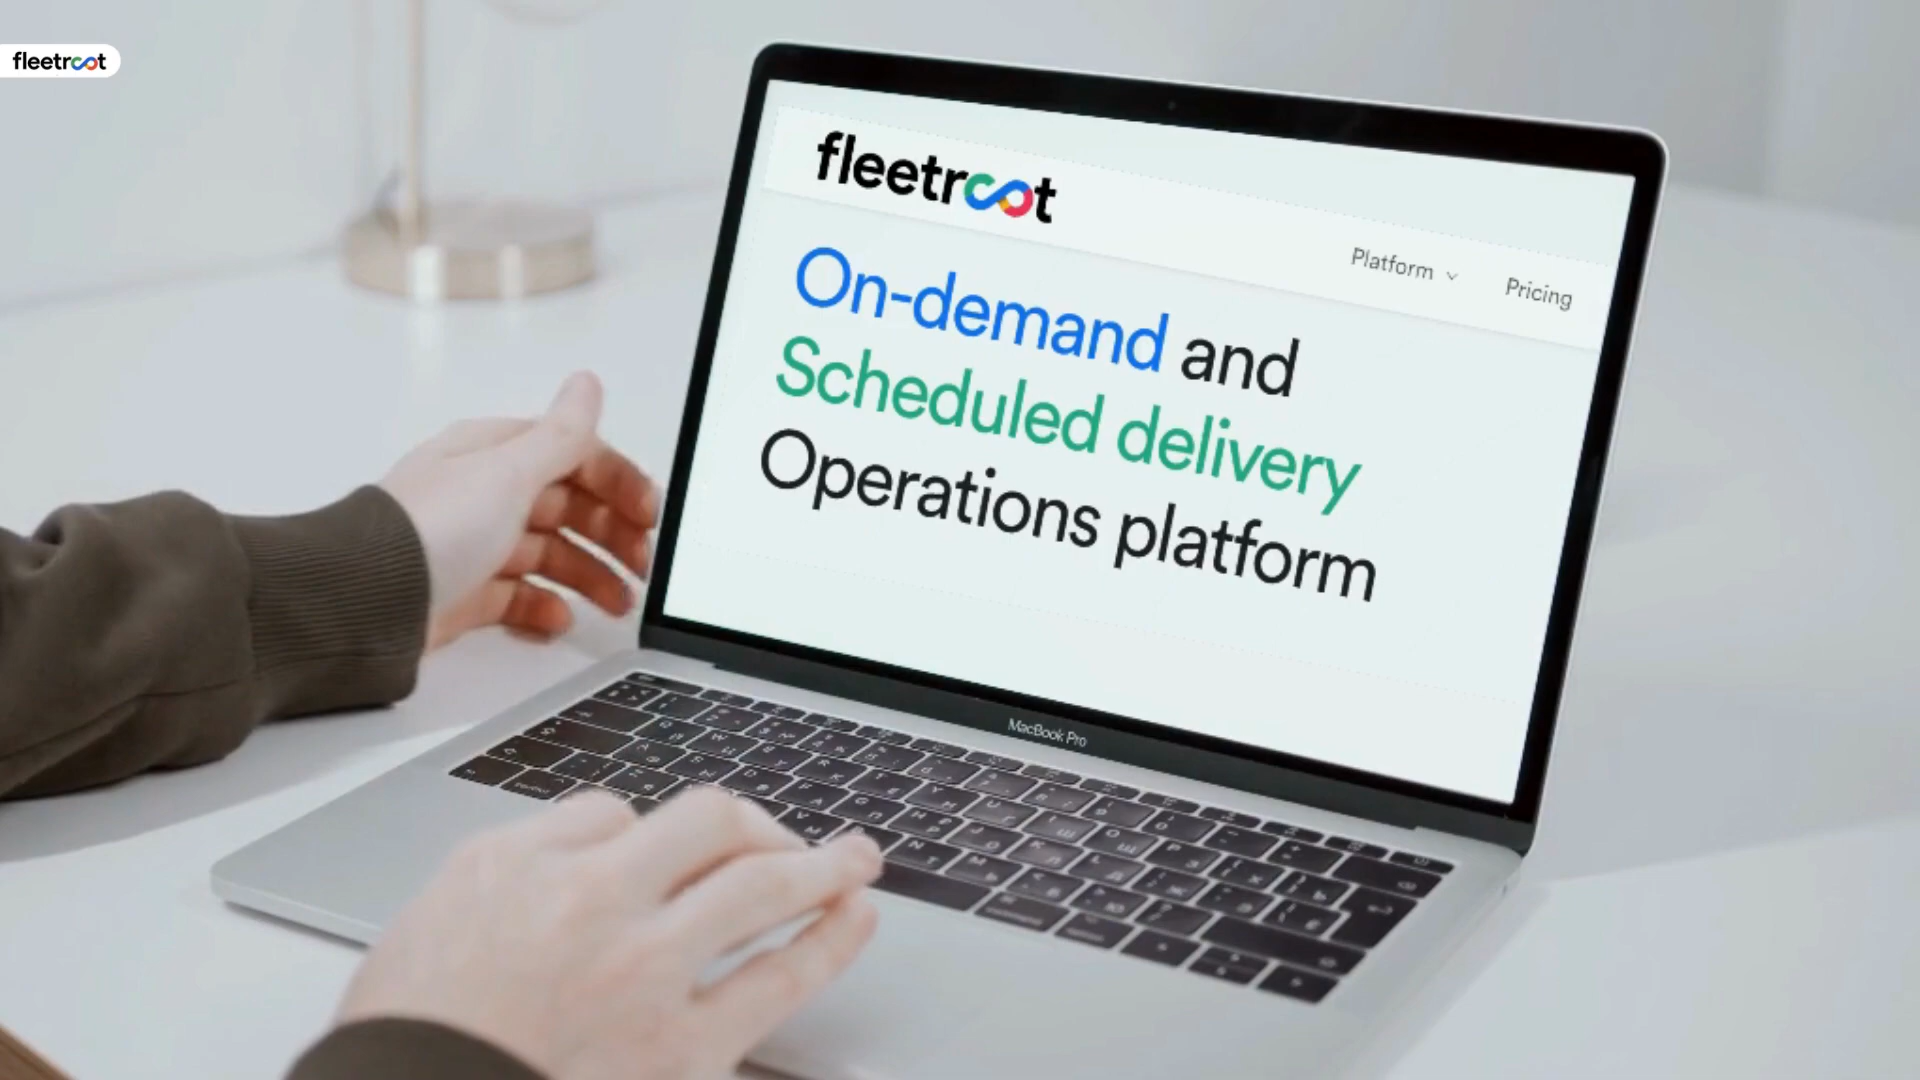 fleetroot
fleetroot
Platform
Pricing
On-demand and
Scheduled delivery
Operations platform
MacBook Pro